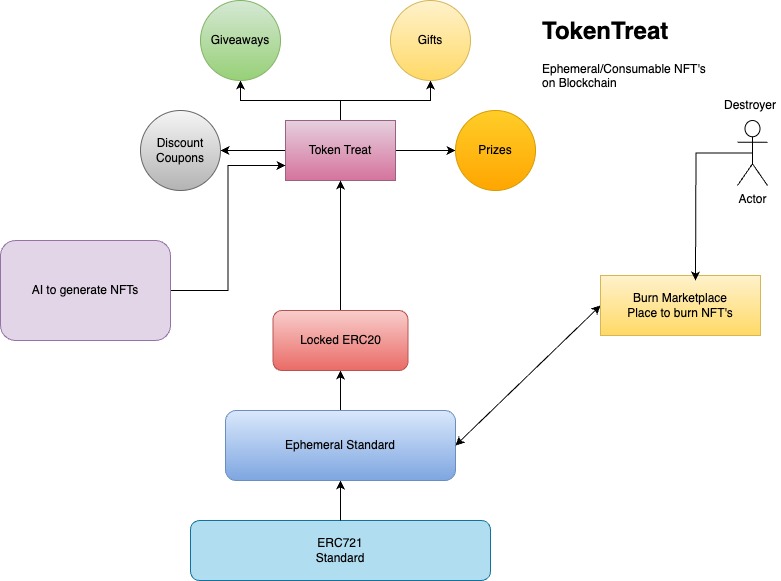 TokenTreat
Ephemeral/Consumable NFT's
on Blockchain
Giveaways
Gifts
Destroyer
Discount
Coupons
Token Treat
Prizes
Actor
AI to generate NFTs
Burn Marketplace
Place to burn NFT's
Locked ERC20
Ephemeral Standard
ERC721
Standard